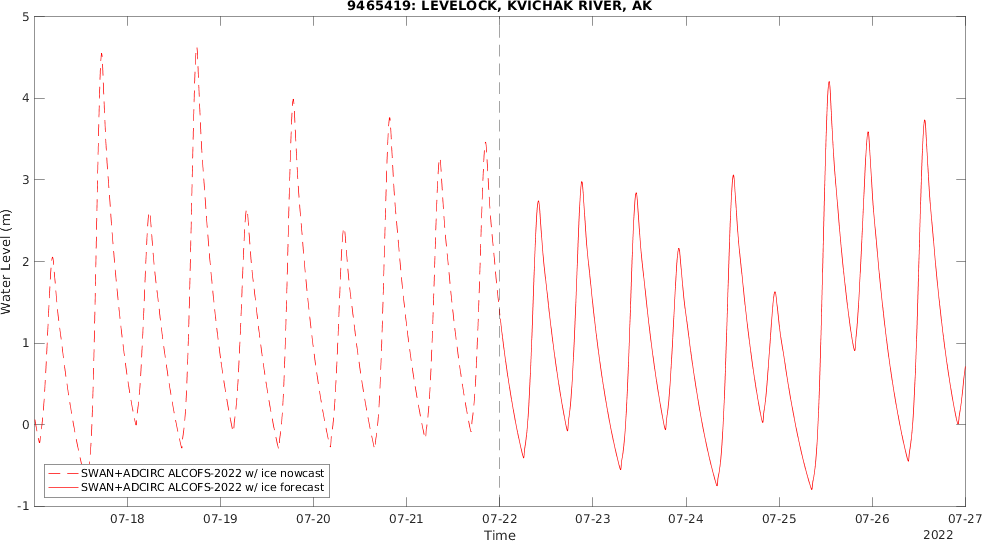 9465419: LEVELOCK, KVICHAK RIVER, AK
5
4
3
2
1
0
-1
Water Level (m)
SWAN+ADCIRC ALCOFS-2022 w/ ice nowcast
SWAN+ADCIRC ALCOFS-2022 w/ ice forecast
07-18 07-19 07-20 07-21 07-22 07-23 07-24 07-25 07-26 07-27
Time
2022